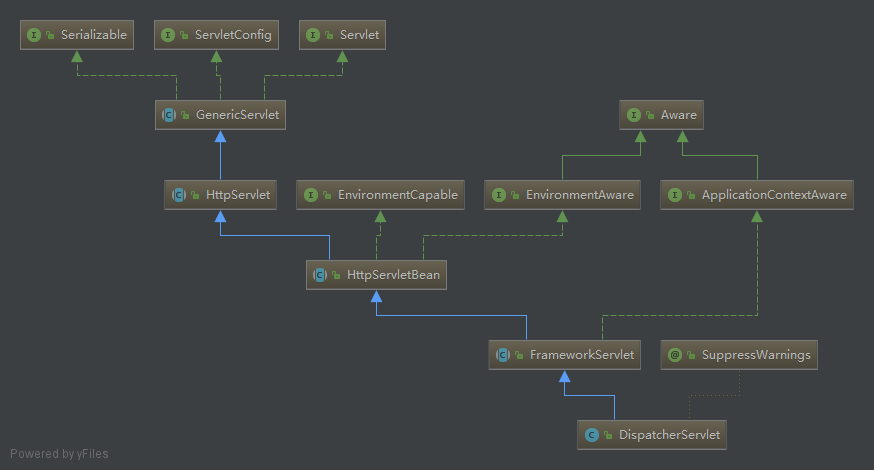 Serializable
ServletConfig
Servlet
GenericServlet
Aware
HttpServlet
EnvironmentCapable
EnvironmentAware
ApplicationContextAware
HttpServletBean
FrameworkServlet
SuppressWarnings
DispatcherServlet
Powered by yFiles